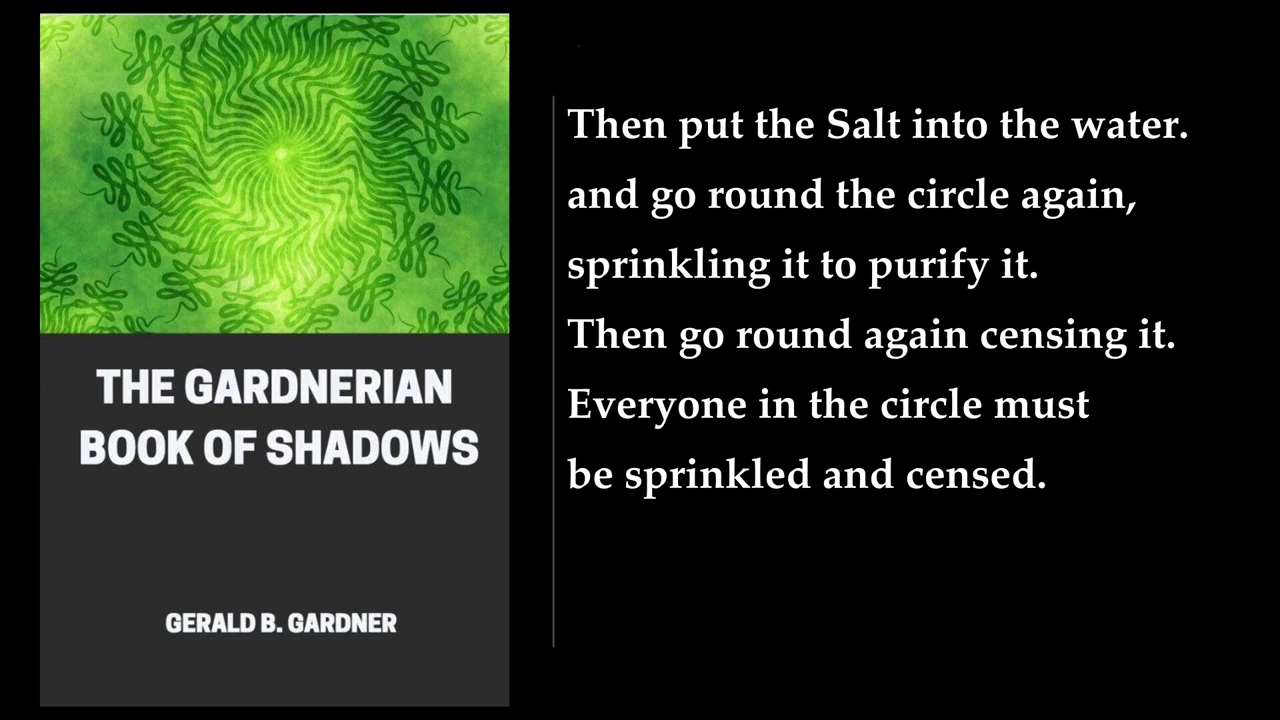 THE GARDNERIAN
BOOK OF SHADOWS
GERALD B. GARDNER
Then put the Salt into the water.
and go round the circle again,
sprinkling it to purify it.
Then go round again censing it.
Everyone in the circle must
be sprinkled and censed.